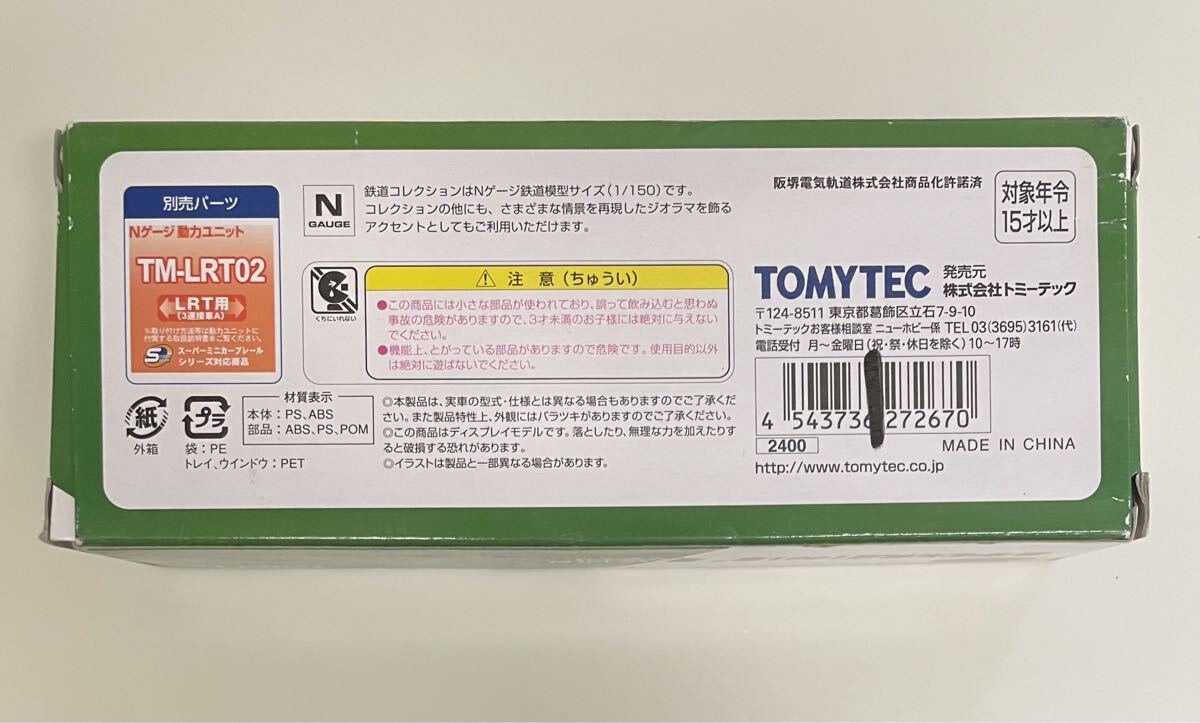 別売パーツ
Nゲージ動力ユニット
TM-LRT02
LRT用
(3連接車A)
※取り付け方法等は動力ユニットに
付属する取扱説明書をご覧ください。
S
スーパーミニカーブレール
シリーズ対応商品
N
GAUGE
鉄道コレクションはNゲージ鉄道模型サイズ(1/150)です。
コレクションの他にも、さまざまな情景を再現したジオラマを飾る
アクセントとしてもご利用いただけます。
阪堺電気軌道株式会社商品化許諾済
対象年令
15才以上
くちにいれない
注 意(ちゅうい)
●この商品には小さな部品が使われており、誤って飲み込むと思わぬ
事故の危険がありますので、3才未満のお子様には絶対に与えない
でください。
●機能上、とがっている部品がありますので危険です。使用目的以外
は絶対に遊ばないでください。
TOMYTEC
発売元
株式会社トミーテック
〒124-8511 東京都葛飾区立石7-9-10
トミーテックお客様相談室 ニューホビー係 TEL 03(3695)3161(代)
電話受付 月〜金曜日(祝・祭・休日を除く)10〜17時
4 543736 272670
2400
MADE IN CHINA
http://www.tomytec.co.jp
紙
外箱
プラ
袋:PE
トレイ、ウインドウ:PET
材質表示
本体:PS、ABS
部品:ABS、PS、POM
◎本製品は、実車の型式・仕様とは異なる場合もありますのでご了承くだ
さい。また製品特性上、外観にはバラツキがありますのでご了承ください。
◎この商品はディスプレイモデルです。落としたり、無理な力を加えたりす
ると破損する恐れがあります。
◎イラストは製品と一部異なる場合があります。